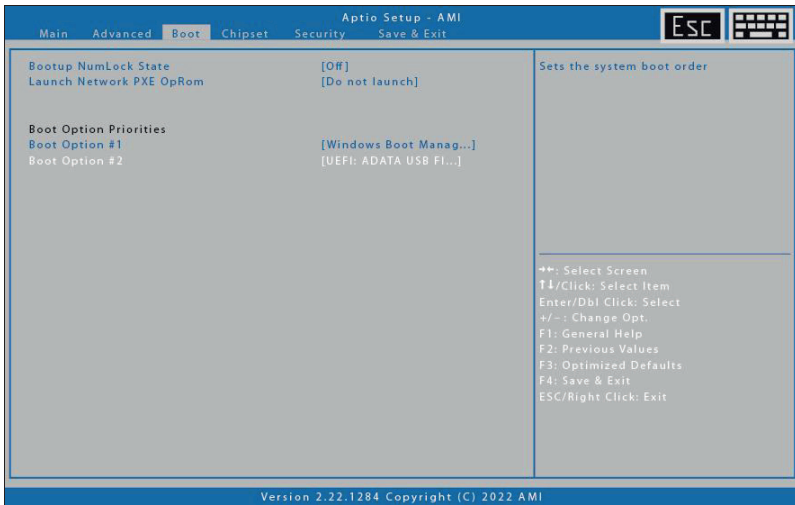 Aptio Setup - AMI
Main Advanced Boot Chipset Security Save & Exit
Esc
Bootup NumLock State [Off]
Launch Network PXE OpRom [Do not launch]
Boot Option Priorities
Boot Option #1 [Windows Boot Manag...]
Boot Option #2 [UEFI: ADATA USB Fl...]
Sets the system boot order
→←: Select Screen
↑↓/Click: Select Item
Enter/Dbl Click: Select
+/-: Change Opt.
F1: General Help
F2: Previous Values
F3: Optimized Defaults
F4: Save & Exit
ESC/Right Click: Exit
Version 2.22.1284 Copyright (C) 2022 AMI